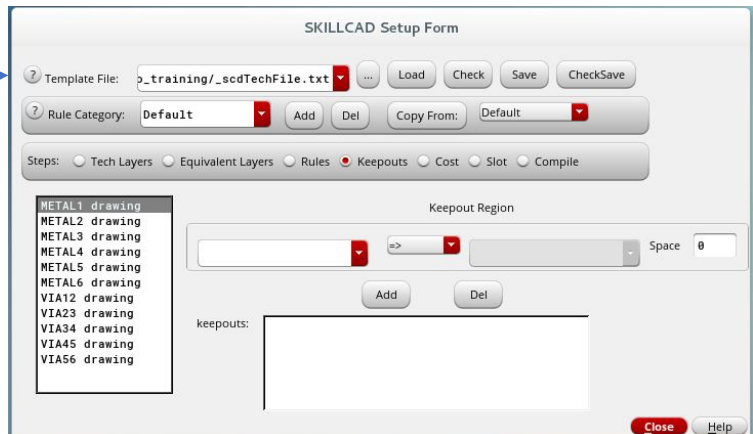 SKILLCAD Setup Form
? Template File: o_training/_scdTechFile.txt ... Load Check Save CheckSave
? Rule Category: Default Add Del Copy From: Default
Steps: Tech Layers Equivalent Layers Rules Keepouts Cost Slot Compile
METAL1 drawing
METAL2 drawing
METAL3 drawing
METAL4 drawing
METAL5 drawing
METAL6 drawing
VIA12 drawing
VIA23 drawing
VIA34 drawing
VIA45 drawing
VIA56 drawing
Keepout Region
=> Space 0
Add Del
keepouts:
Close Help